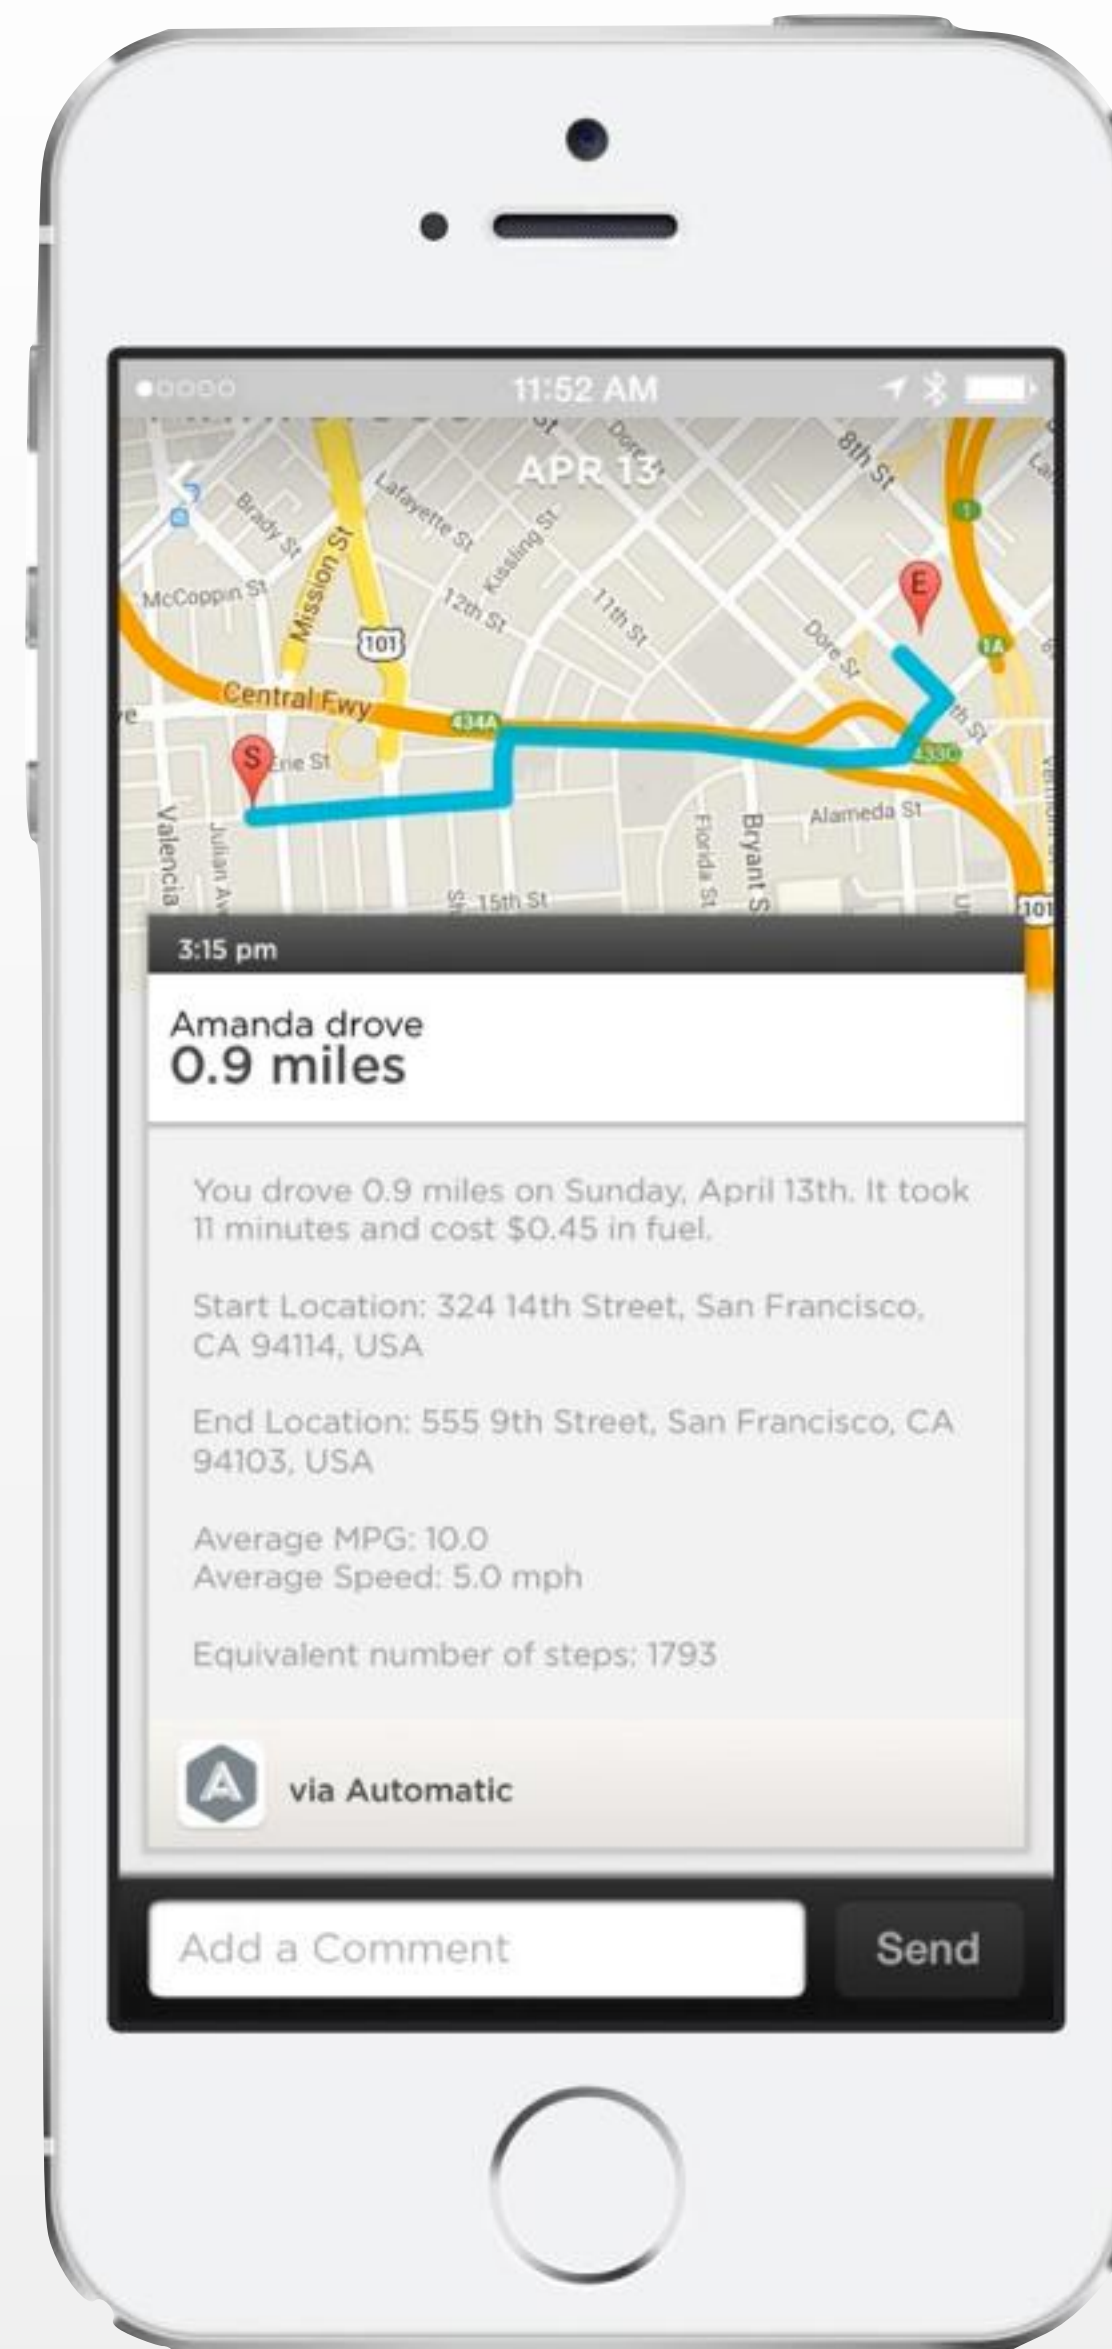 11:52 AM
APR 13
8th St
Dore St
Lafayette St
Brady St
Kissling St
Mission St
McCoppin St
12th St
11th St
1
E
101
Dore St
1A
Central Fwy
434A
S
Erie St
433C
Alameda St
Valencia
Julian Av
Florida St
Bryant S
15th St
101
3:15 pm
Amanda drove
0.9 miles
You drove 0.9 miles on Sunday, April 13th. It took
11 minutes and cost $0.45 in fuel.
Start Location: 324 14th Street, San Francisco,
CA 94114, USA
End Location: 555 9th Street, San Francisco, CA
94103, USA
Average MPG: 10.0
Average Speed: 5.0 mph
Equivalent number of steps: 1793
A
via Automatic
Add a Comment
Send